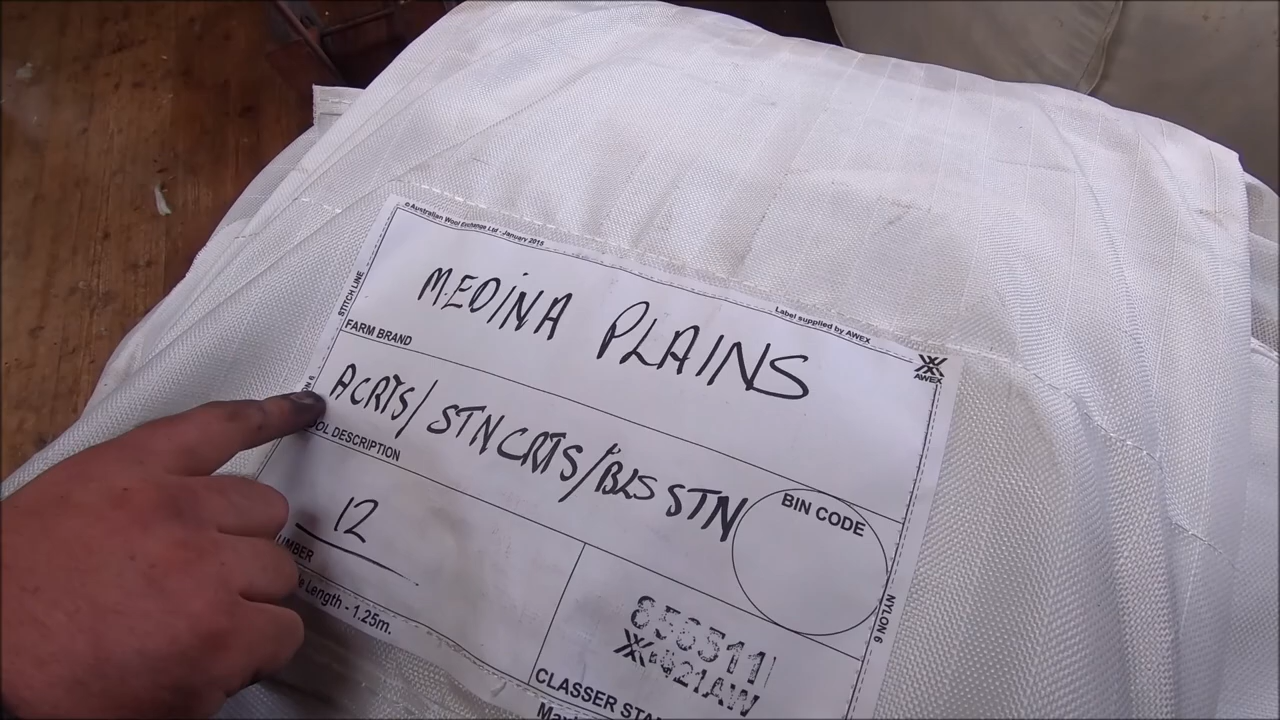 © Australian Wool Exchange Ltd - January 2015
Label supplied by AWEX
STITCH LINE
MEDINA PLAINS
AWEX
FARM BRAND
ACRTS/ STNCRTS/BLS STN
OOL DESCRIPTION
BIN CODE
12
UMBER
NYLON 6
Length - 1.25m.
CLASSER STA